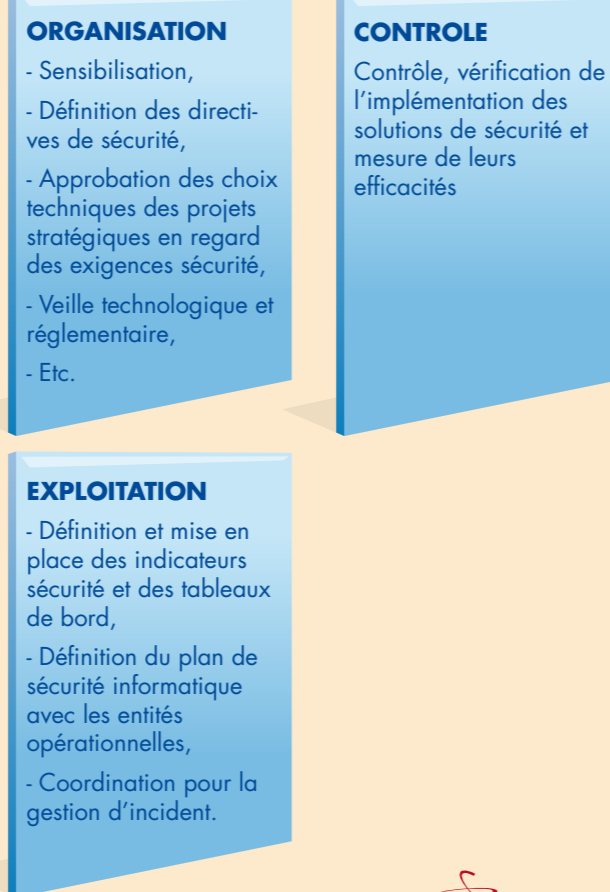 ORGANISATION
- Sensibilisation,
- Définition des directi-
ves de sécurité,
- Approbation des choix
techniques des projets
stratégiques en regard
des exigences sécurité,
- Veille technologique et
réglementaire,
- Etc.
CONTROLE
Contrôle, vérification de
l’implémentation des
solutions de sécurité et
mesure de leurs
efficacités
EXPLOITATION
- Définition et mise en
place des indicateurs
sécurité et des tableaux
de bord,
- Définition du plan de
sécurité informatique
avec les entités
opérationnelles,
- Coordination pour la
gestion d’incident.